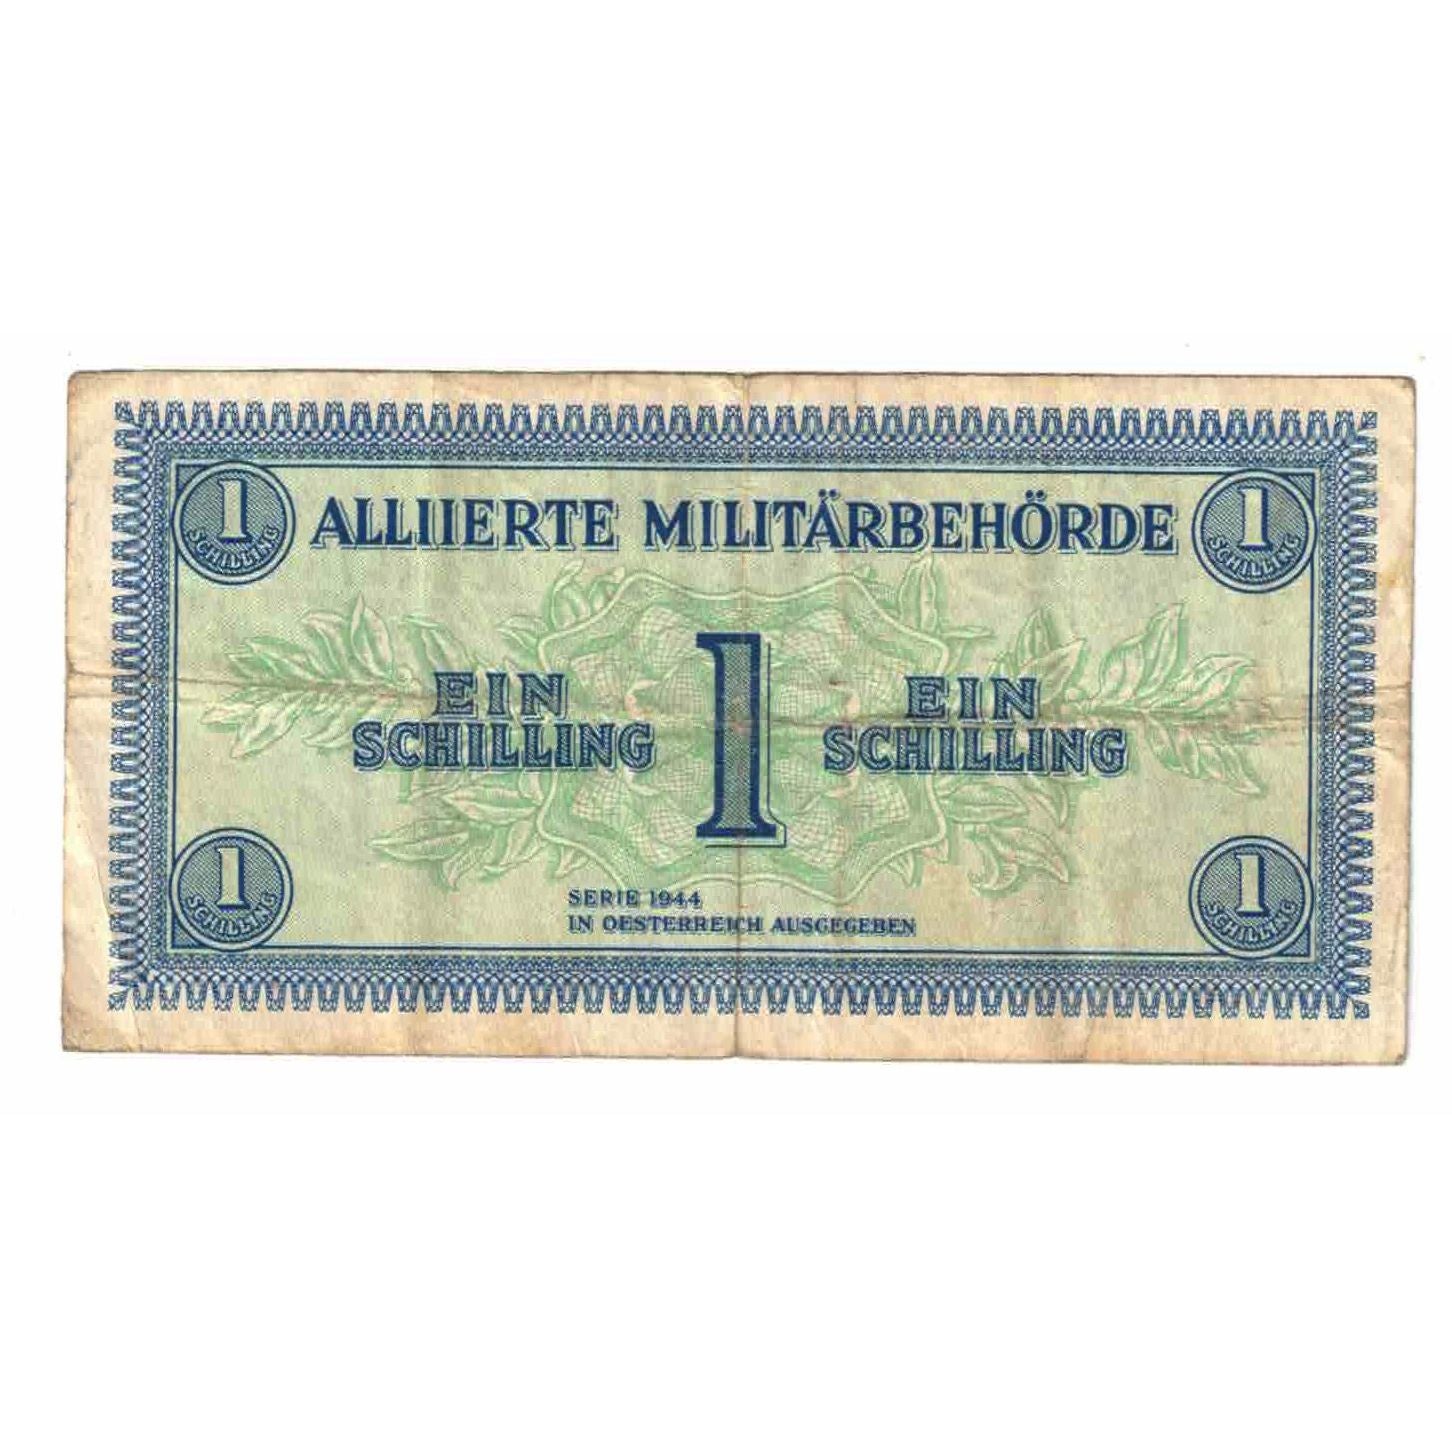 1
SCHILLING
ALLIIERTE MILITÄRBEHÖRDE
1
SCHILLING
EIN
SCHILLING
1
EIN
SCHILLING
1
SCHILLING
SERIE 1944
IN OESTERREICH AUSGEGEBEN
1
SCHILLING